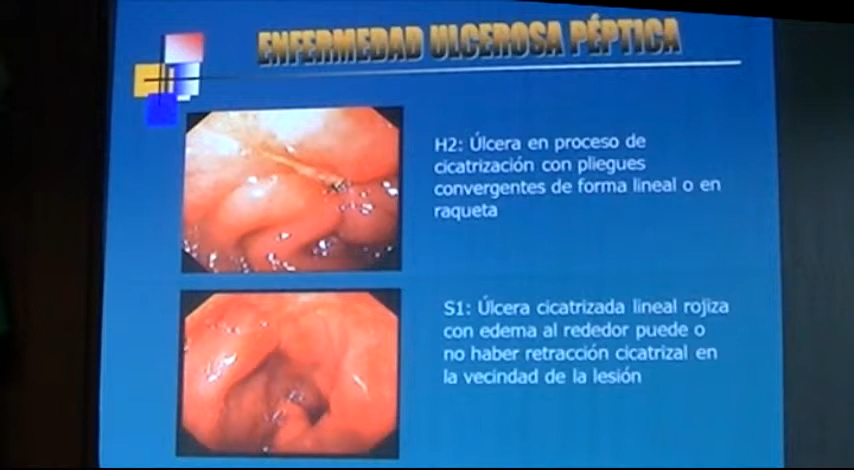 ENFERMEDAD ULCEROSA PÉPTICA
H2: Úlcera en proceso de
cicatrización con pliegues
convergentes de forma lineal o en
raqueta
S1: Úlcera cicatrizada lineal rojiza
con edema al rededor puede o
no haber retracción cicatrizal en
la vecindad de la lesión